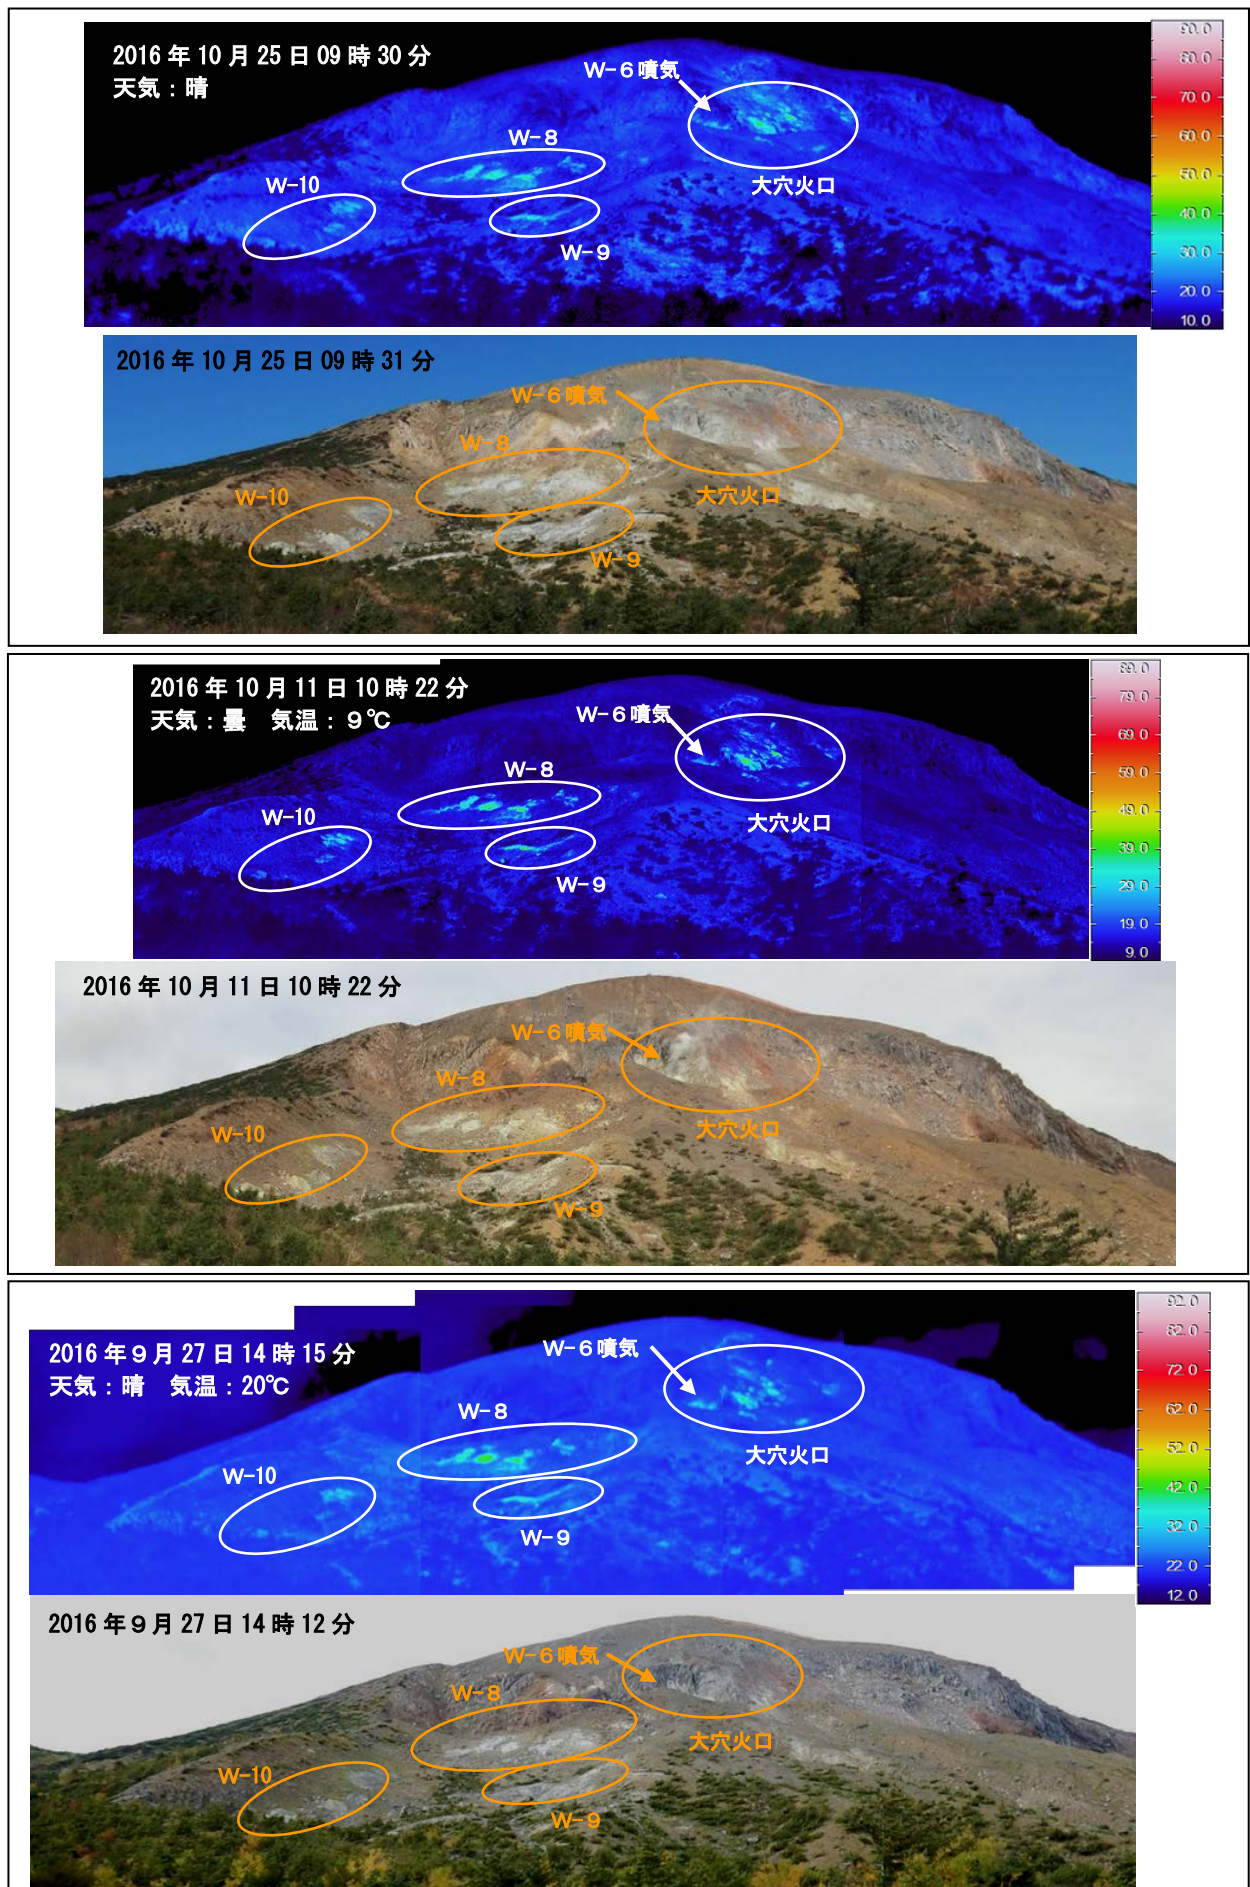 2016年10月25日09時30分
天気：晴
W-6噴気
W-8
W-10
大穴火口
W-9
90.0
80.0
70.0
60.0
50.0
40.0
30.0
20.0
10.0
2016年10月25日09時31分
W-6噴気
W-8
W-10
大穴火口
W-9
2016年10月11日10時22分
天気：曇　気温：9℃
W-6噴気
W-8
W-10
大穴火口
W-9
89.0
79.0
69.0
59.0
49.0
39.0
29.0
19.0
9.0
2016年10月11日10時22分
W-6噴気
W-8
W-10
大穴火口
W-9
2016年9月27日14時15分
天気：晴　気温：20℃
W-6噴気
W-8
大穴火口
W-10
W-9
92.0
82.0
72.0
62.0
52.0
42.0
32.0
22.0
12.0
2016年9月27日14時12分
W-6噴気
W-8
大穴火口
W-10
W-9